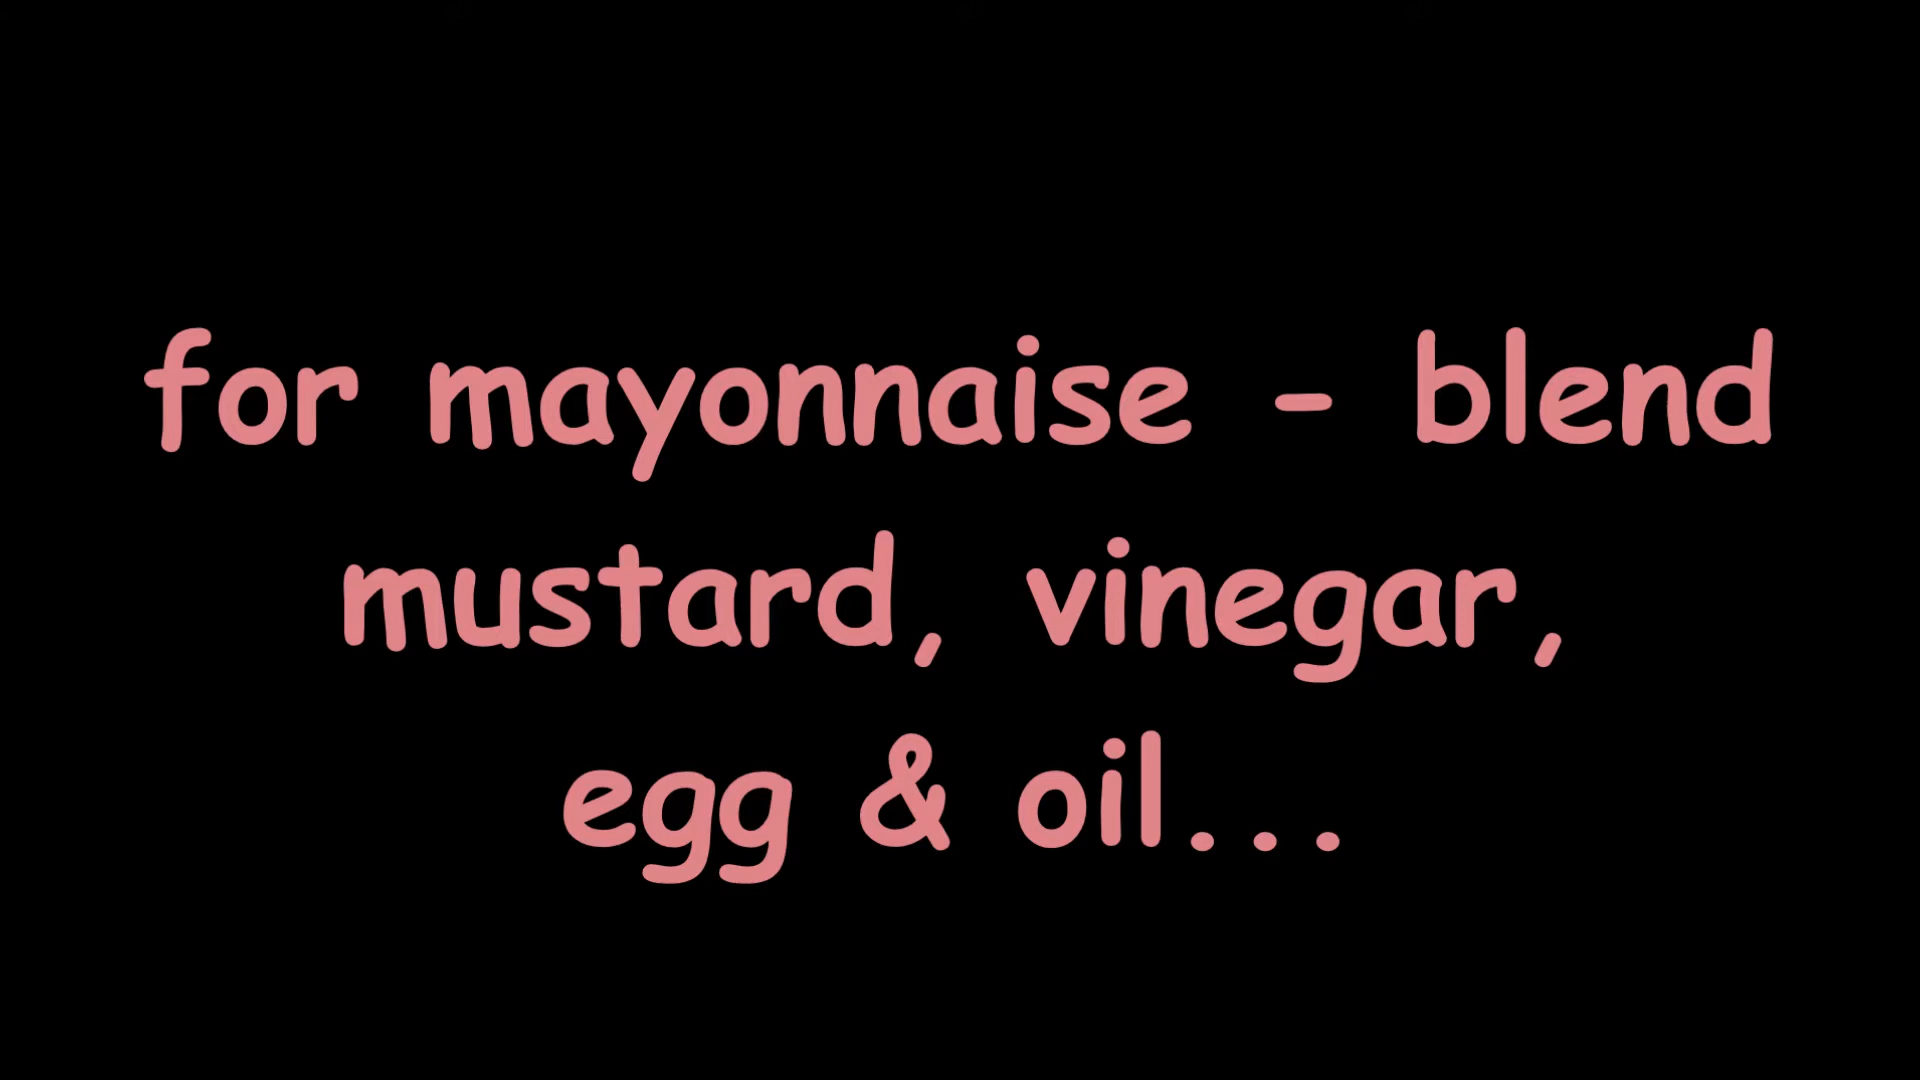 for mayonnaise - blend
mustard, vinegar,
egg & oil...